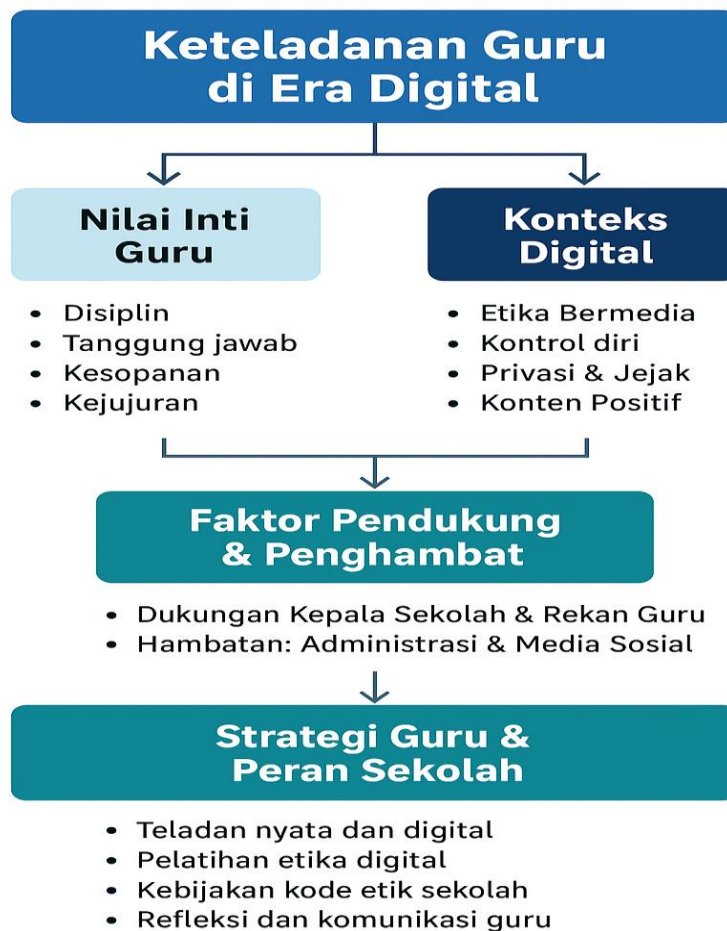 Keteladanan Guru
di Era Digital
Nilai Inti
Guru
• Disiplin
• Tanggung jawab
• Kesopanan
• Kejujuran
Konteks
Digital
• Etika Bermedia
• Kontrol diri
• Privasi & Jejak
• Konten Positif
Faktor Pendukung
& Penghambat
• Dukungan Kepala Sekolah & Rekan Guru
• Hambatan: Administrasi & Media Sosial
Strategi Guru &
Peran Sekolah
• Teladan nyata dan digital
• Pelatihan etika digital
• Kebijakan kode etik sekolah
• Refleksi dan komunikasi guru